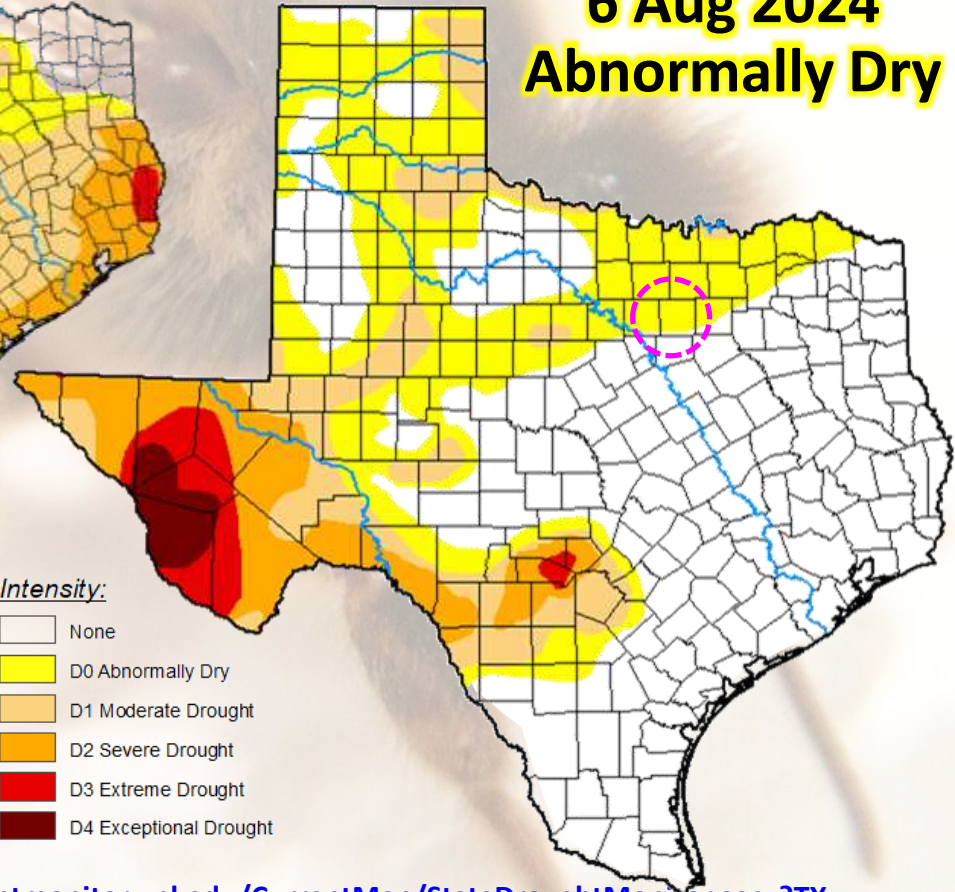 6 Aug 2024
Abnormally Dry
Intensity:
None
D0 Abnormally Dry
D1 Moderate Drought
D2 Severe Drought
D3 Extreme Drought
D4 Exceptional Drought